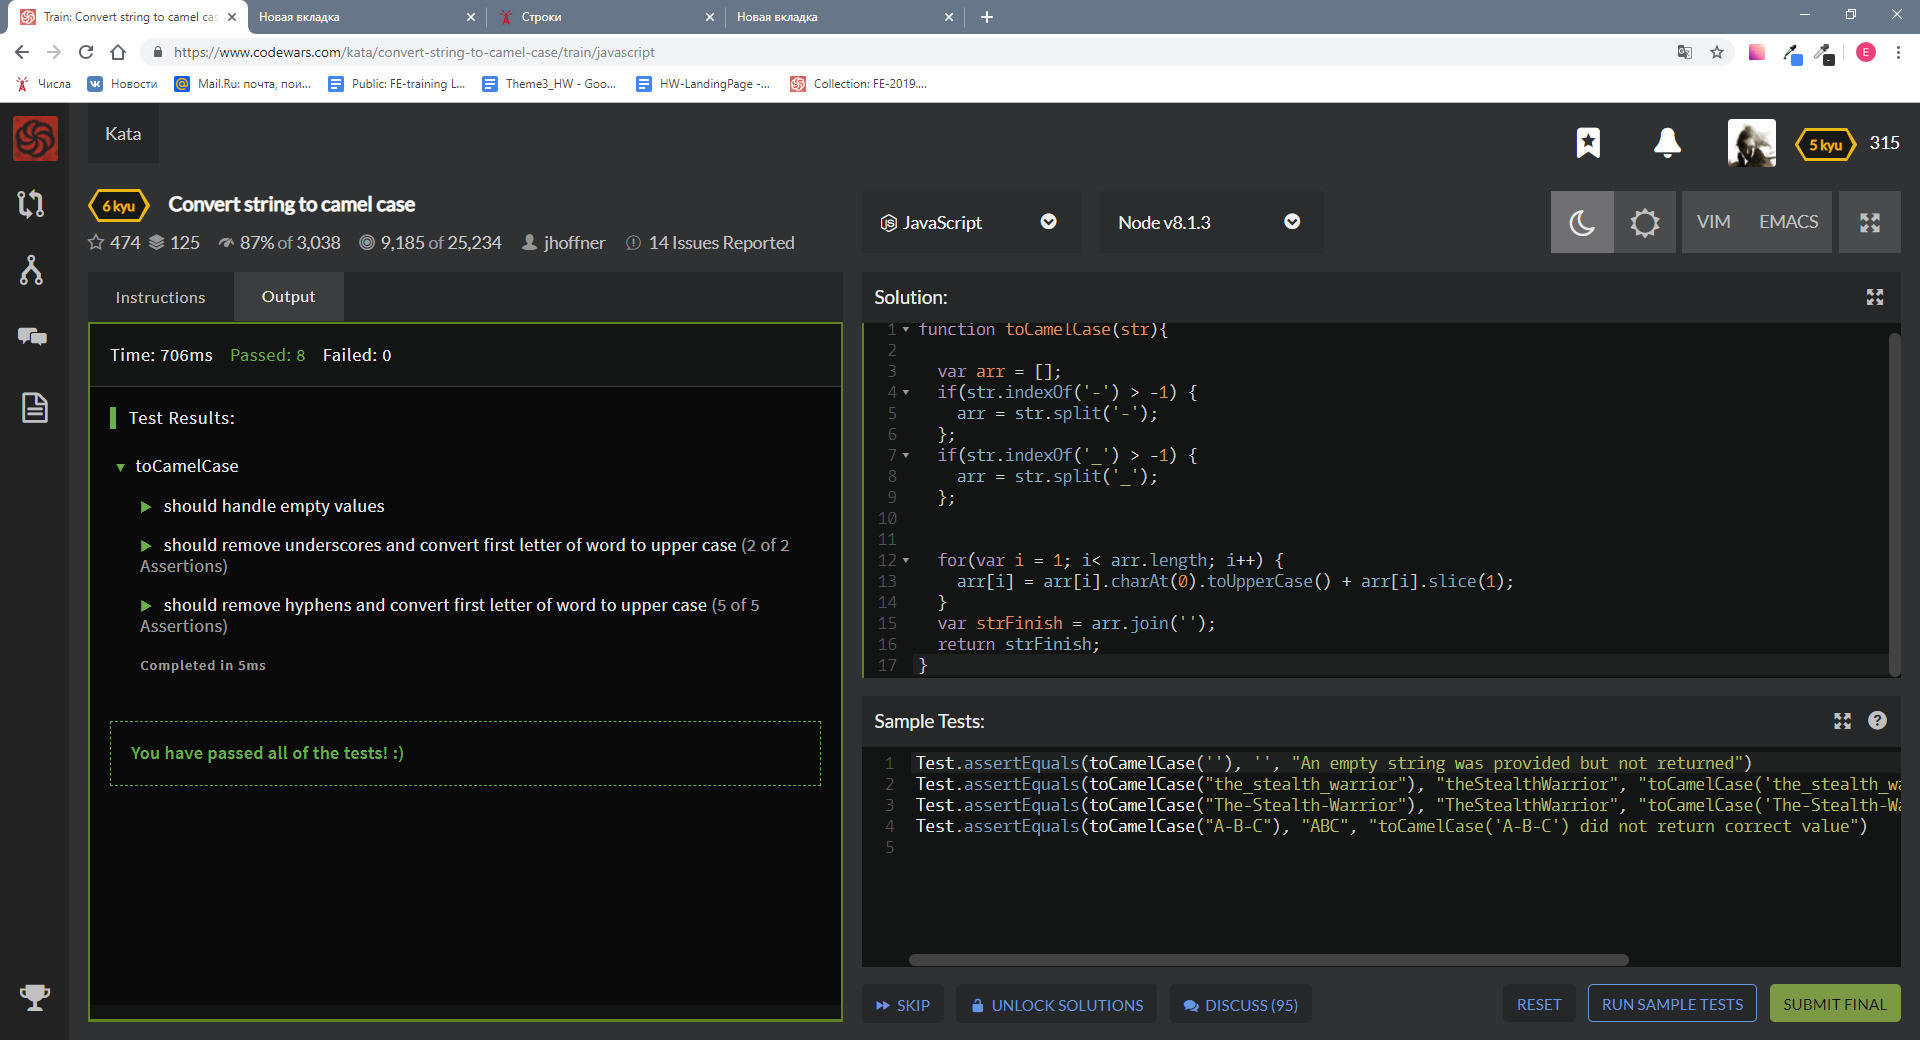 Train: Convert string to camel cas
Новая вкладка
Строки
Новая вкладка
https://www.codewars.com/kata/convert-string-to-camel-case/train/javascript
E
Числа
Новости
Mail.Ru: почта, пои...
Public: FE-training L...
Theme3_HW - Goo...
HW-LandingPage -...
Collection: FE-2019....
Kata
5 kyu
315
6 kyu
Convert string to camel case
474 125 87% of 3,038 9,185 of 25,234 jhoffner 14 Issues Reported
JavaScript
Node v8.1.3
VIM
EMACS
Instructions
Output
Time: 706ms Passed: 8 Failed: 0
Test Results:
toCamelCase
should handle empty values
should remove underscores and convert first letter of word to upper case (2 of 2
Assertions)
should remove hyphens and convert first letter of word to upper case (5 of 5
Assertions)
Completed in 5ms
You have passed all of the tests! :)
Solution:
1 function toCamelCase(str){
2
3 var arr = [];
4 if(str.indexOf('-') > -1) {
5 arr = str.split('-');
6 };
7 if(str.indexOf('_') > -1) {
8 arr = str.split('_');
9 };
10
11
12 for(var i = 1; i< arr.length; i++) {
13 arr[i] = arr[i].charAt(0).toUpperCase() + arr[i].slice(1);
14 }
15 var strFinish = arr.join('');
16 return strFinish;
17 }
Sample Tests:
?
1 Test.assertEquals(toCamelCase(''), '', "An empty string was provided but not returned")
2 Test.assertEquals(toCamelCase("the_stealth_warrior"), "theStealthWarrior", "toCamelCase('the_stealth_wa
3 Test.assertEquals(toCamelCase("The-Stealth-Warrior"), "TheStealthWarrior", "toCamelCase('The-Stealth-Wa
4 Test.assertEquals(toCamelCase("A-B-C"), "ABC", "toCamelCase('A-B-C') did not return correct value")
5
SKIP
UNLOCK SOLUTIONS
DISCUSS (95)
RESET
RUN SAMPLE TESTS
SUBMIT FINAL